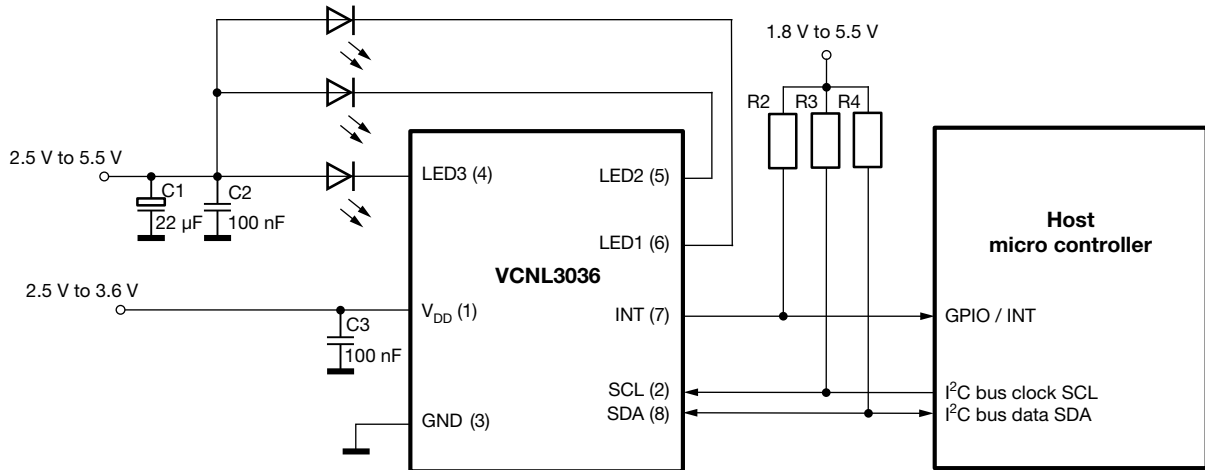 1.8 V to 5.5 V
R2 R3 R4
2.5 V to 5.5 V
C1
22 µF
C2
100 nF
LED3 (4)
LED2 (5)
LED1 (6)
VCNL3036
Host
micro controller
2.5 V to 3.6 V
C3
100 nF
V_DD (1)
INT (7)
GPIO / INT
SCL (2)
I²C bus clock SCL
SDA (8)
I²C bus data SDA
GND (3)